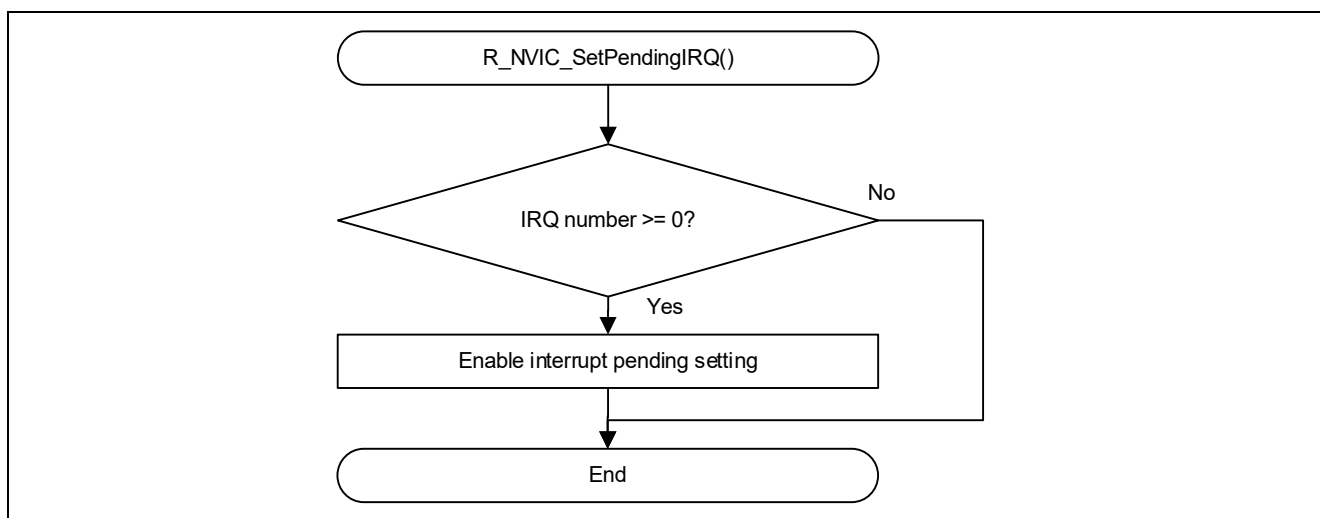 R_NVIC_SetPendingIRQ()
No
IRQ number >= 0?
Yes
Enable interrupt pending setting
End